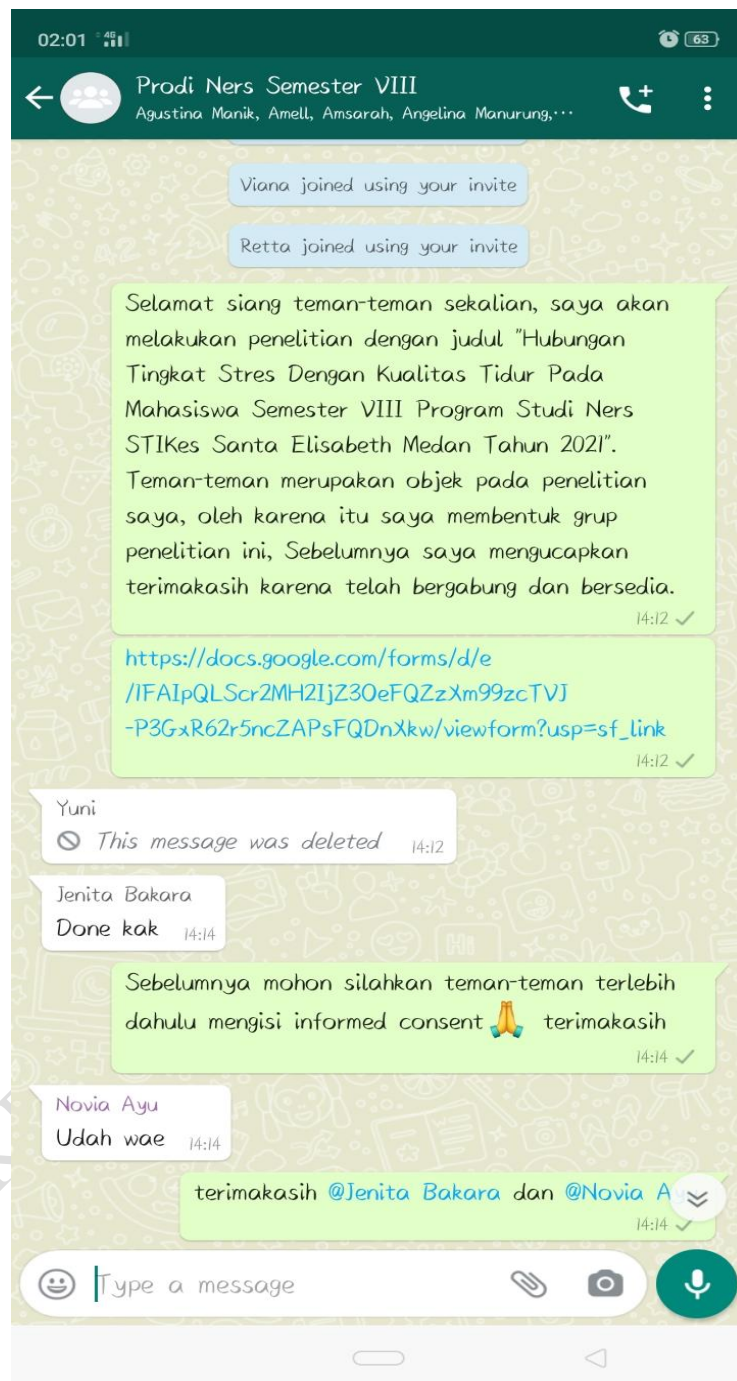 02:01 4G 63
Prodi Ners Semester VIII
Agustina Manik, Amell, Amsarah, Angelina Manurung,...
Viana joined using your invite
Retta joined using your invite
Selamat siang teman-teman sekalian, saya akan
melakukan penelitian dengan judul "Hubungan
Tingkat Stres Dengan Kualitas Tidur Pada
Mahasiswa Semester VIII Program Studi Ners
STIKes Santa Elisabeth Medan Tahun 2021".
Teman-teman merupakan objek pada penelitian
saya, oleh karena itu saya membentuk grup
penelitian ini, Sebelumnya saya mengucapkan
terimakasih karena telah bergabung dan bersedia.
14:12
https://docs.google.com/forms/d/e
/1FAIpQLScr2MH2IjZ3OeFQZzXm99zcTVJ
-P3GxR62r5ncZAPsFQDnXkw/viewform?usp=sf_link
14:12
Yuni
This message was deleted 14:12
Jenita Bakara
Done kak 14:14
Sebelumnya mohon silahkan teman-teman terlebih
dahulu mengisi informed consent 🙏 terimakasih
14:14
Novia Ayu
Udah wae 14:14
terimakasih @Jenita Bakara dan @Novia A
14:14
Type a message